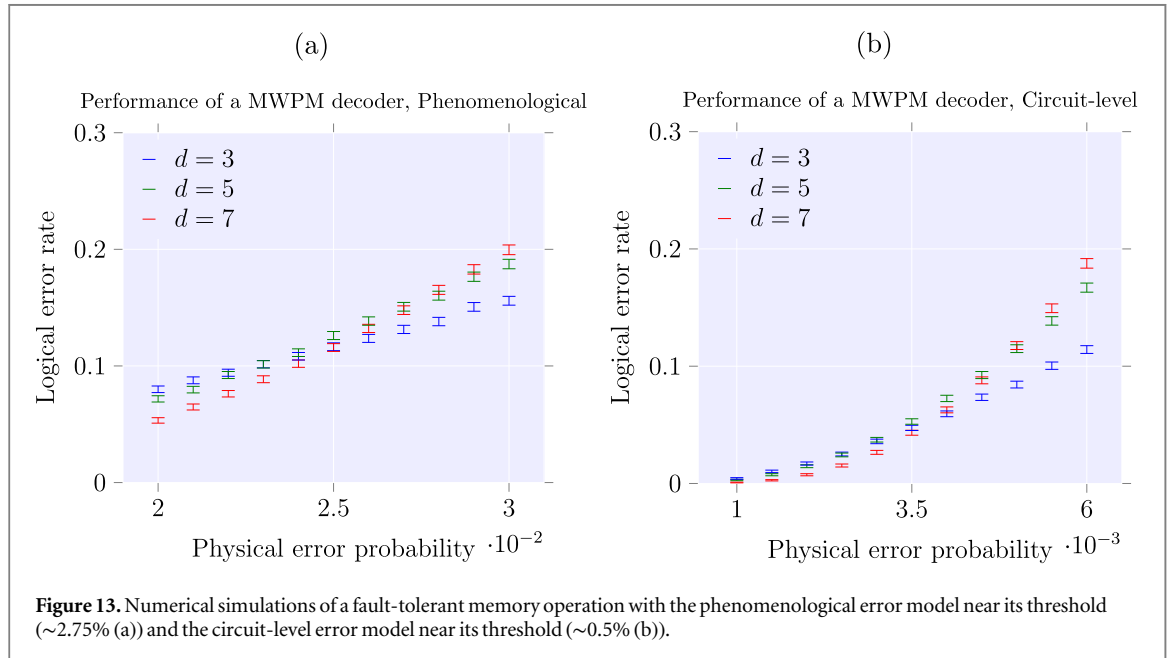 (a)
Performance of a MWPM decoder, Phenomenological
0.3
0.2
0.1
0
d = 3
d = 5
d = 7
Logical error rate
2
2.5
3
Physical error probability ·10⁻²
(b)
Performance of a MWPM decoder, Circuit-level
0.3
0.2
0.1
0
d = 3
d = 5
d = 7
Logical error rate
1
3.5
6
Physical error probability ·10⁻³
Figure 13. Numerical simulations of a fault-tolerant memory operation with the phenomenological error model near its threshold
(∼2.75% (a)) and the circuit-level error model near its threshold (∼0.5% (b)).